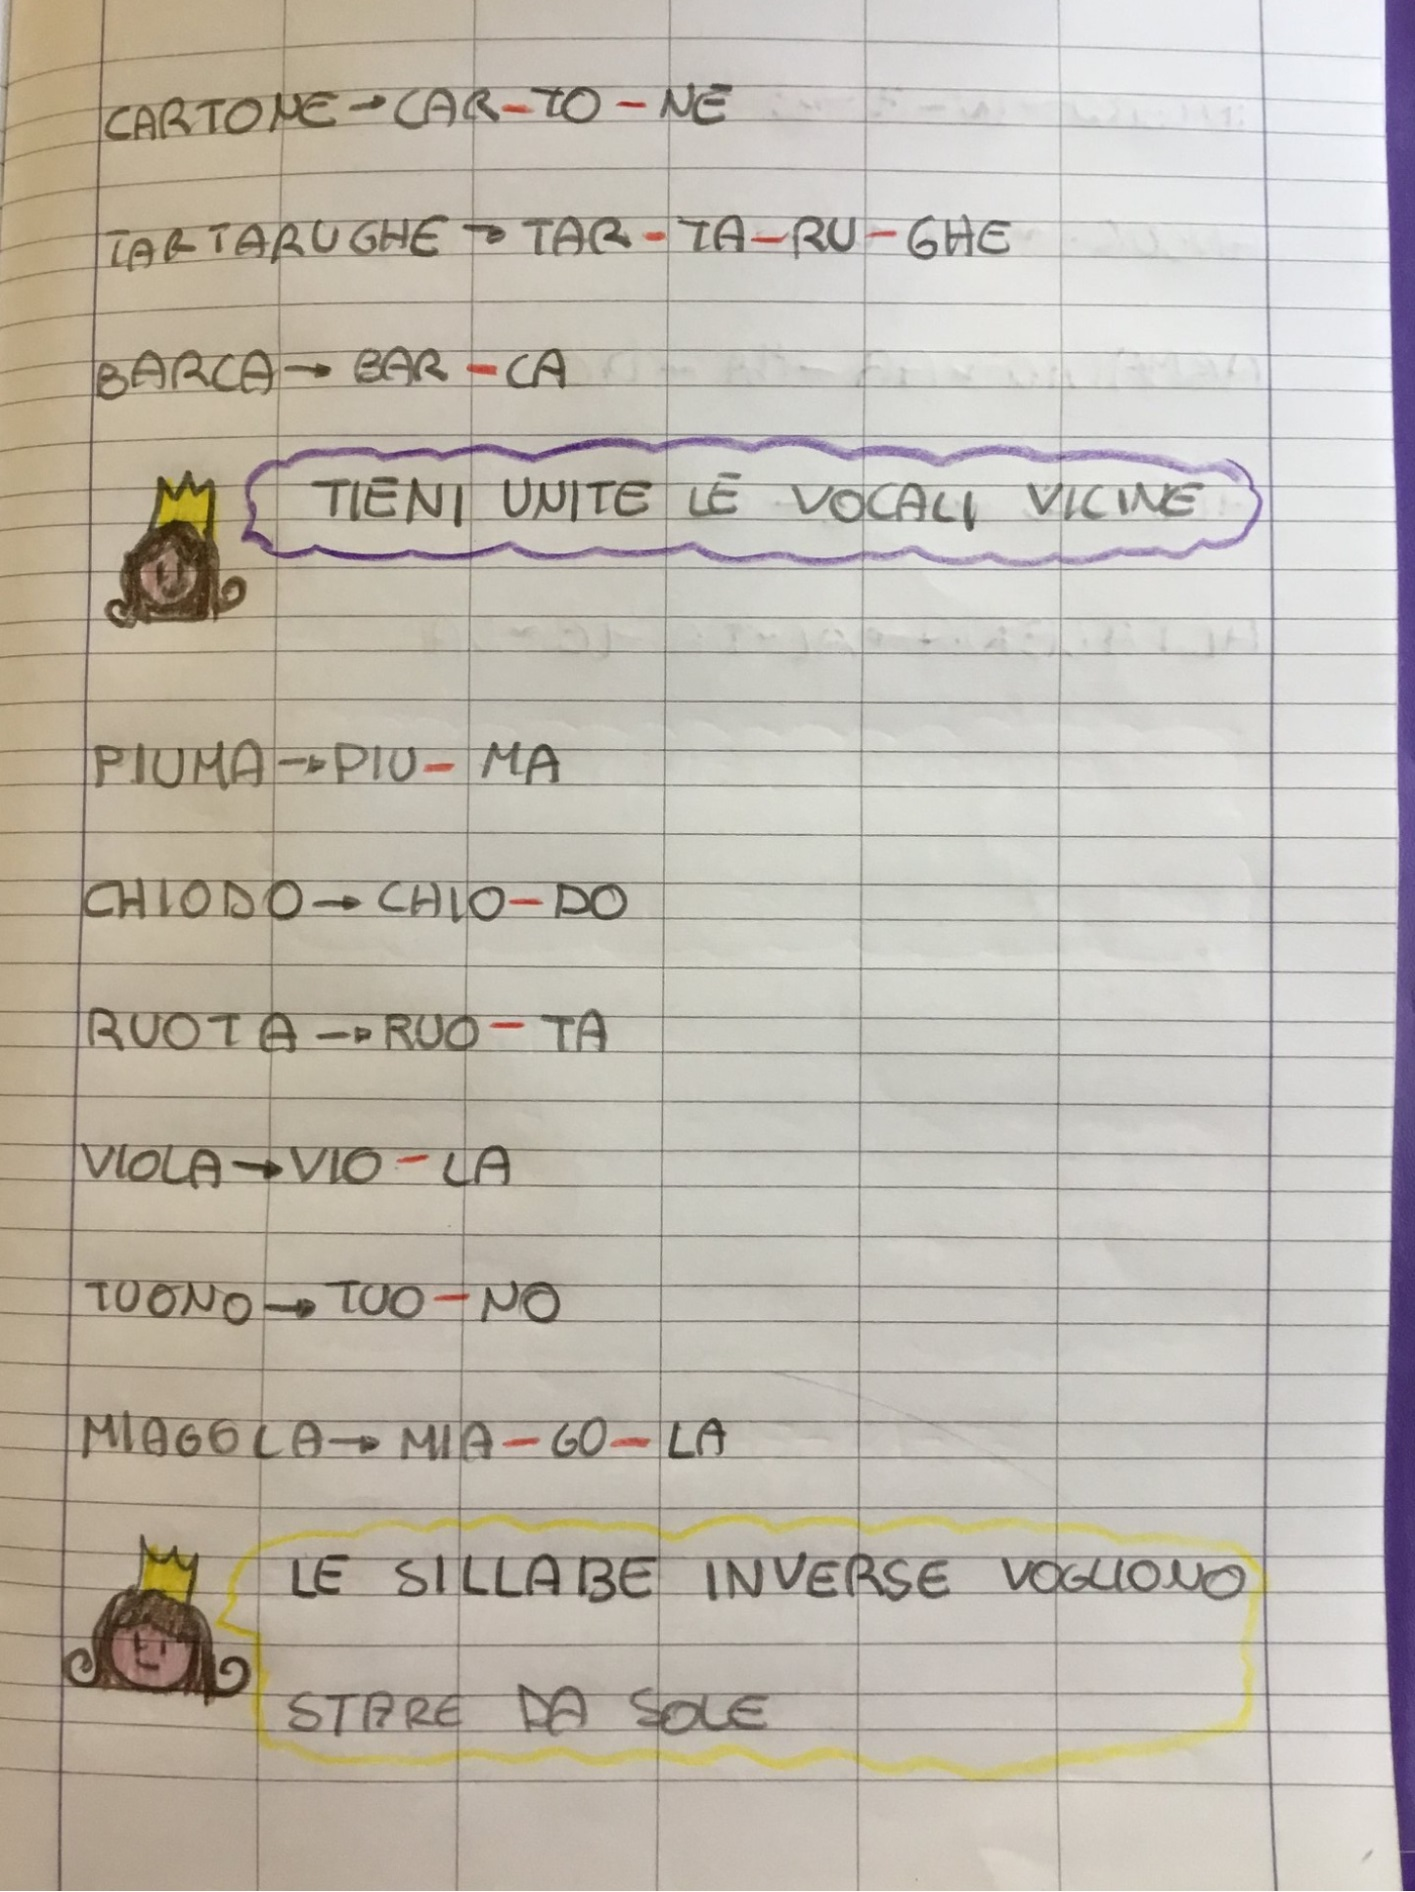 CARTONE → CAR-TO-NE
TARTARUGHE → TAR-TA-RU-GHE
BARCA → BAR-CA
TIENI UNITE LE VOCALI VICINE
PIUMA → PIU-MA
CHIODO → CHIO-DO
RUOTA → RUO-TA
VIOLA → VIO-LA
TUONO → TUO-NO
MIAGOLA → MIA-GO-LA
LE SILLABE INVERSE VOGLIONO
STARE DA SOLE